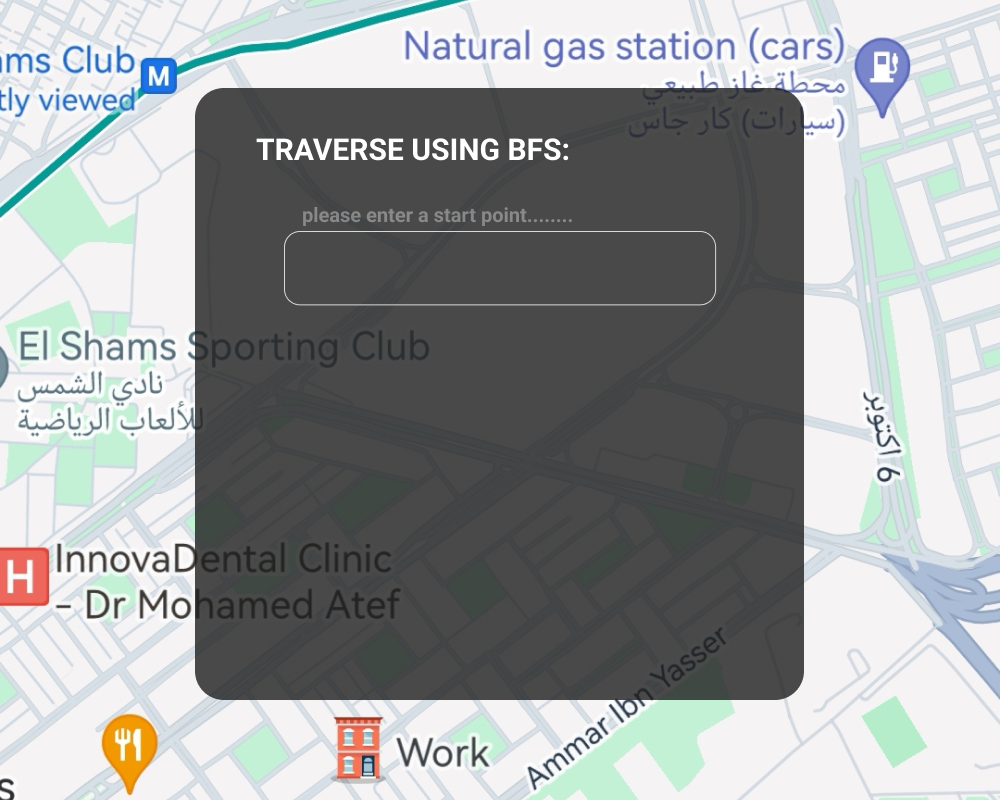 Natural gas station (cars)
محطة غاز طبيعي
(سيارات) كار جاس
ms Club
M
tly viewed
TRAVERSE USING BFS:
please enter a start point........
El Shams Sporting Club
نادي الشمس
للألعاب الرياضية
6 اكتوبر
H
InnovaDental Clinic
- Dr Mohamed Atef
Ammar Ibn Yasser
Work
s